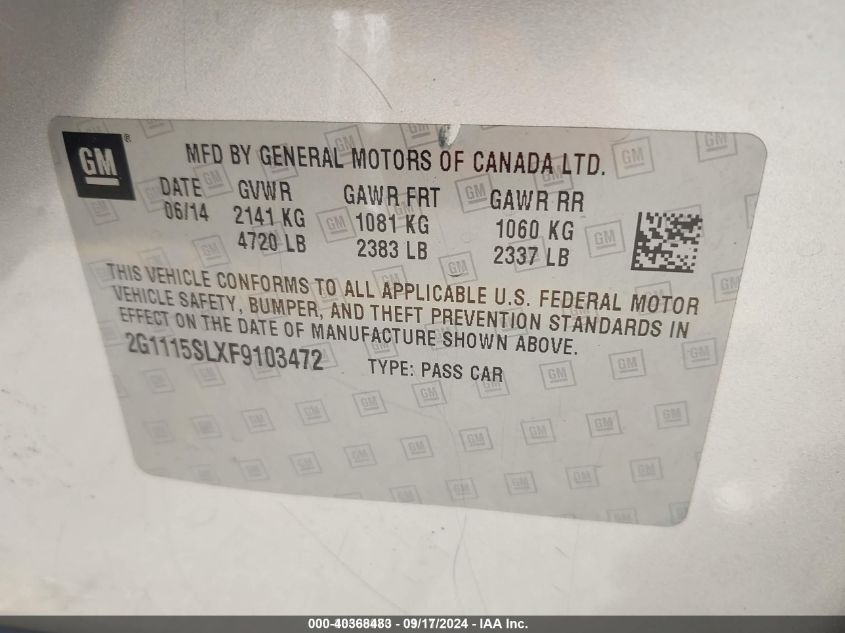 GM®
MFD BY GENERAL MOTORS OF CANADA LTD.
DATE GVWR GAWR FRT GAWR RR
06/14 2141 KG 1081 KG 1060 KG
4720 LB 2383 LB 2337 LB
THIS VEHICLE CONFORMS TO ALL APPLICABLE U.S. FEDERAL MOTOR
VEHICLE SAFETY, BUMPER, AND THEFT PREVENTION STANDARDS IN
EFFECT ON THE DATE OF MANUFACTURE SHOWN ABOVE.
2G1115SLXF9103472 TYPE: PASS CAR
000-40368483 - 09/17/2024 - IAA Inc.